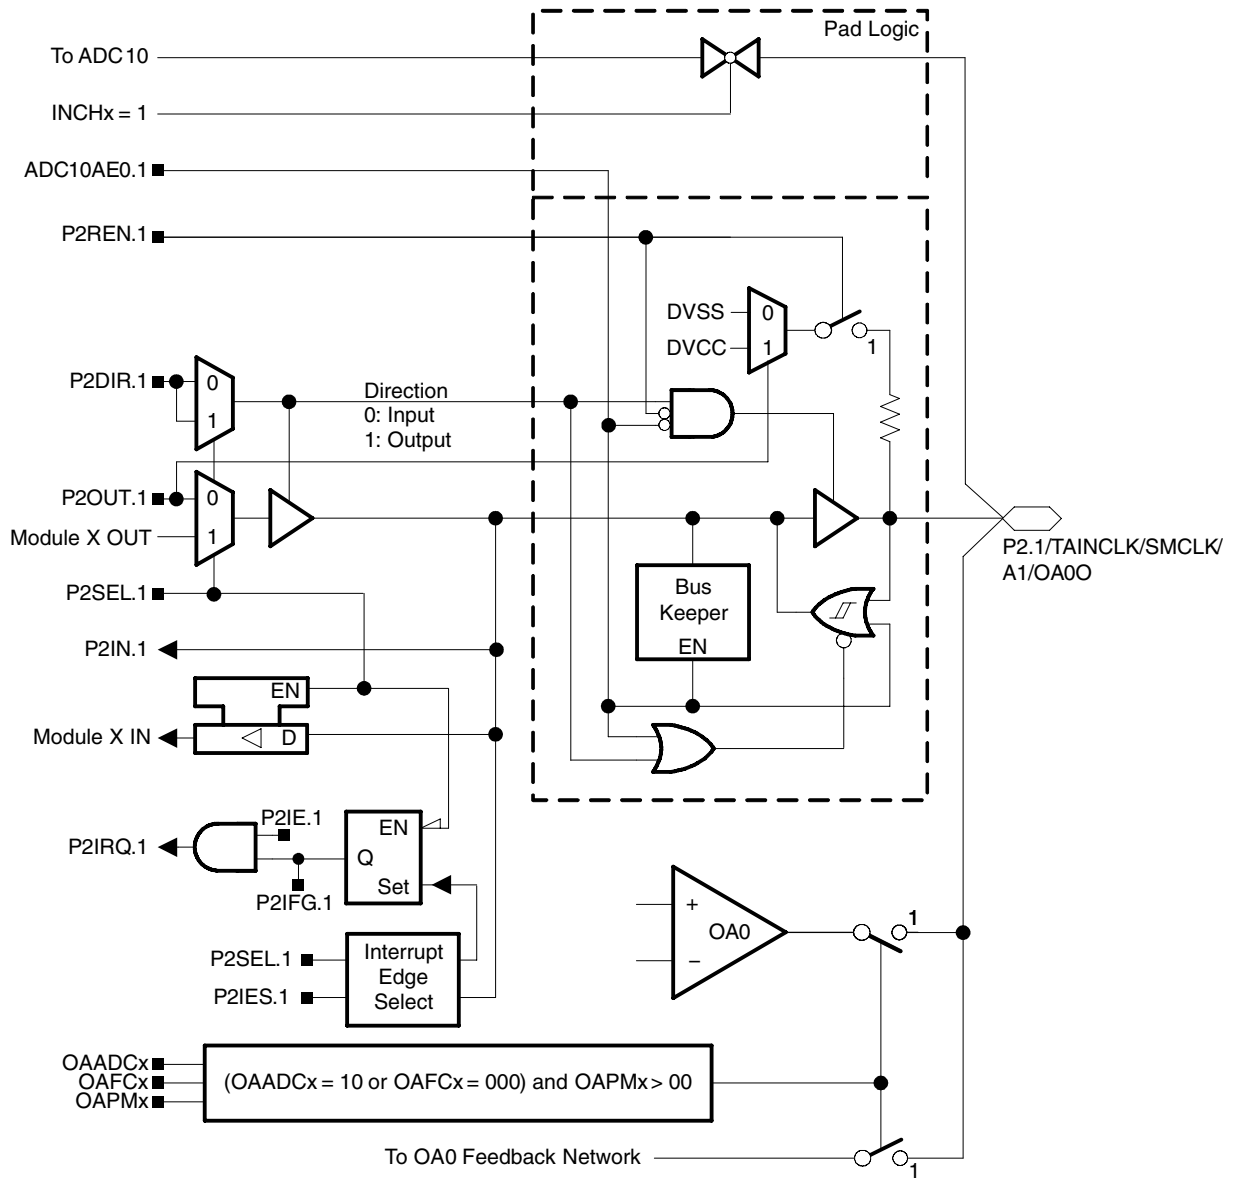 Pad Logic
To ADC10
INCHx = 1
ADC10AE0.1
P2REN.1
DVSS
0
DVCC
1
1
P2DIR.1
0
1
Direction
0: Input
1: Output
P2OUT.1
0
Module X OUT
1
P2.1/TAINCLK/SMCLK/
A1/OA0O
P2SEL.1
Bus
Keeper
EN
P2IN.1
EN
Module X IN
D
P2IE.1
EN
P2IRQ.1
Q
Set
P2IFG.1
+
OA0
−
1
P2SEL.1
Interrupt
Edge
Select
P2IES.1
OAADCx
OAFCx
OAPMx
(OAADCx = 10 or OAFCx = 000) and OAPMx > 00
To OA0 Feedback Network
1